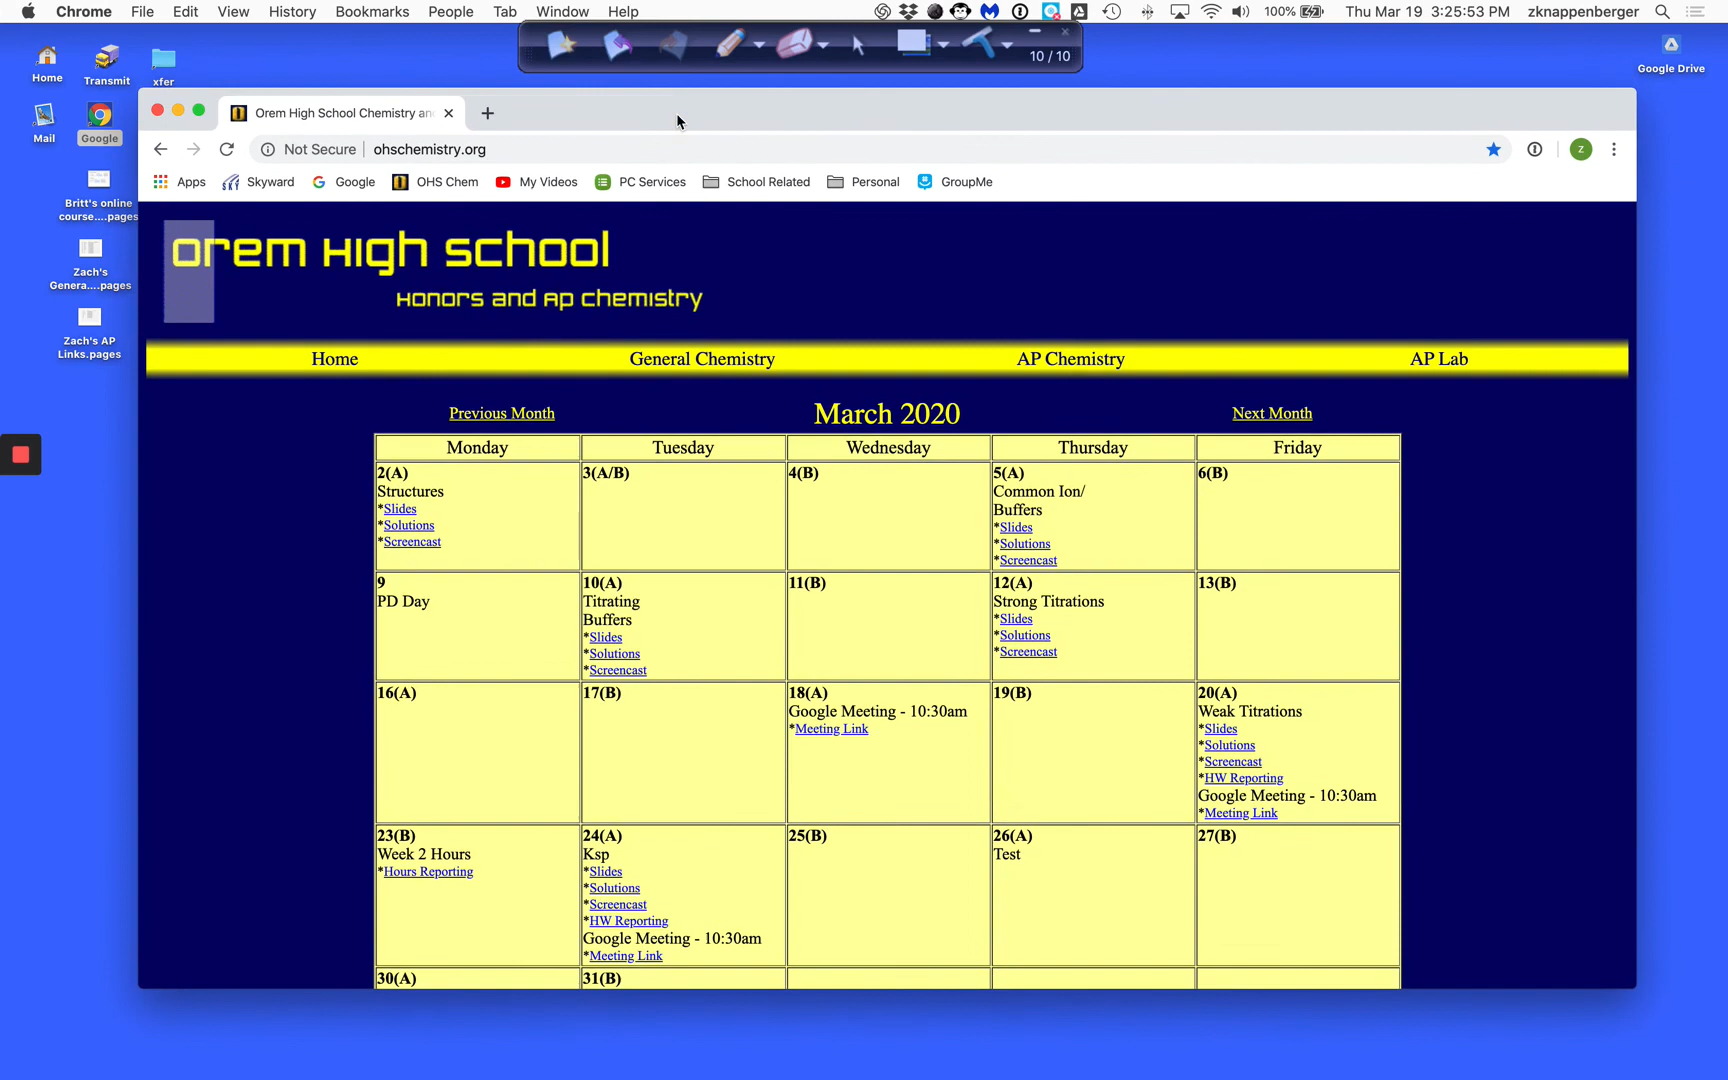 Chrome File Edit View History Bookmarks People Tab Window Help 100% Thu Mar 19 3:25:53 PM zknappenberger
10 / 10
Home Transmit xfer
Mail Google
Britt's online
course....pages
Zach's
Genera....pages
Zach's AP
Links.pages
Google Drive
Orem High School Chemistry an
Not Secure ohschemistry.org
Z
Apps Skyward Google OHS Chem My Videos PC Services School Related Personal GroupMe
Orem High School
Honors and AP Chemistry
Home General Chemistry AP Chemistry AP Lab
Previous Month March 2020 Next Month
Monday Tuesday Wednesday Thursday Friday
2(A)
Structures
*Slides
*Solutions
*Screencast
3(A/B)
4(B)
5(A)
Common Ion/
Buffers
*Slides
*Solutions
*Screencast
6(B)
9
PD Day
10(A)
Titrating
Buffers
*Slides
*Solutions
*Screencast
11(B)
12(A)
Strong Titrations
*Slides
*Solutions
*Screencast
13(B)
16(A)
17(B)
18(A)
Google Meeting - 10:30am
*Meeting Link
19(B)
20(A)
Weak Titrations
*Slides
*Solutions
*Screencast
*HW Reporting
Google Meeting - 10:30am
*Meeting Link
23(B)
Week 2 Hours
*Hours Reporting
24(A)
Ksp
*Slides
*Solutions
*Screencast
*HW Reporting
Google Meeting - 10:30am
*Meeting Link
25(B)
26(A)
Test
27(B)
30(A)
31(B)